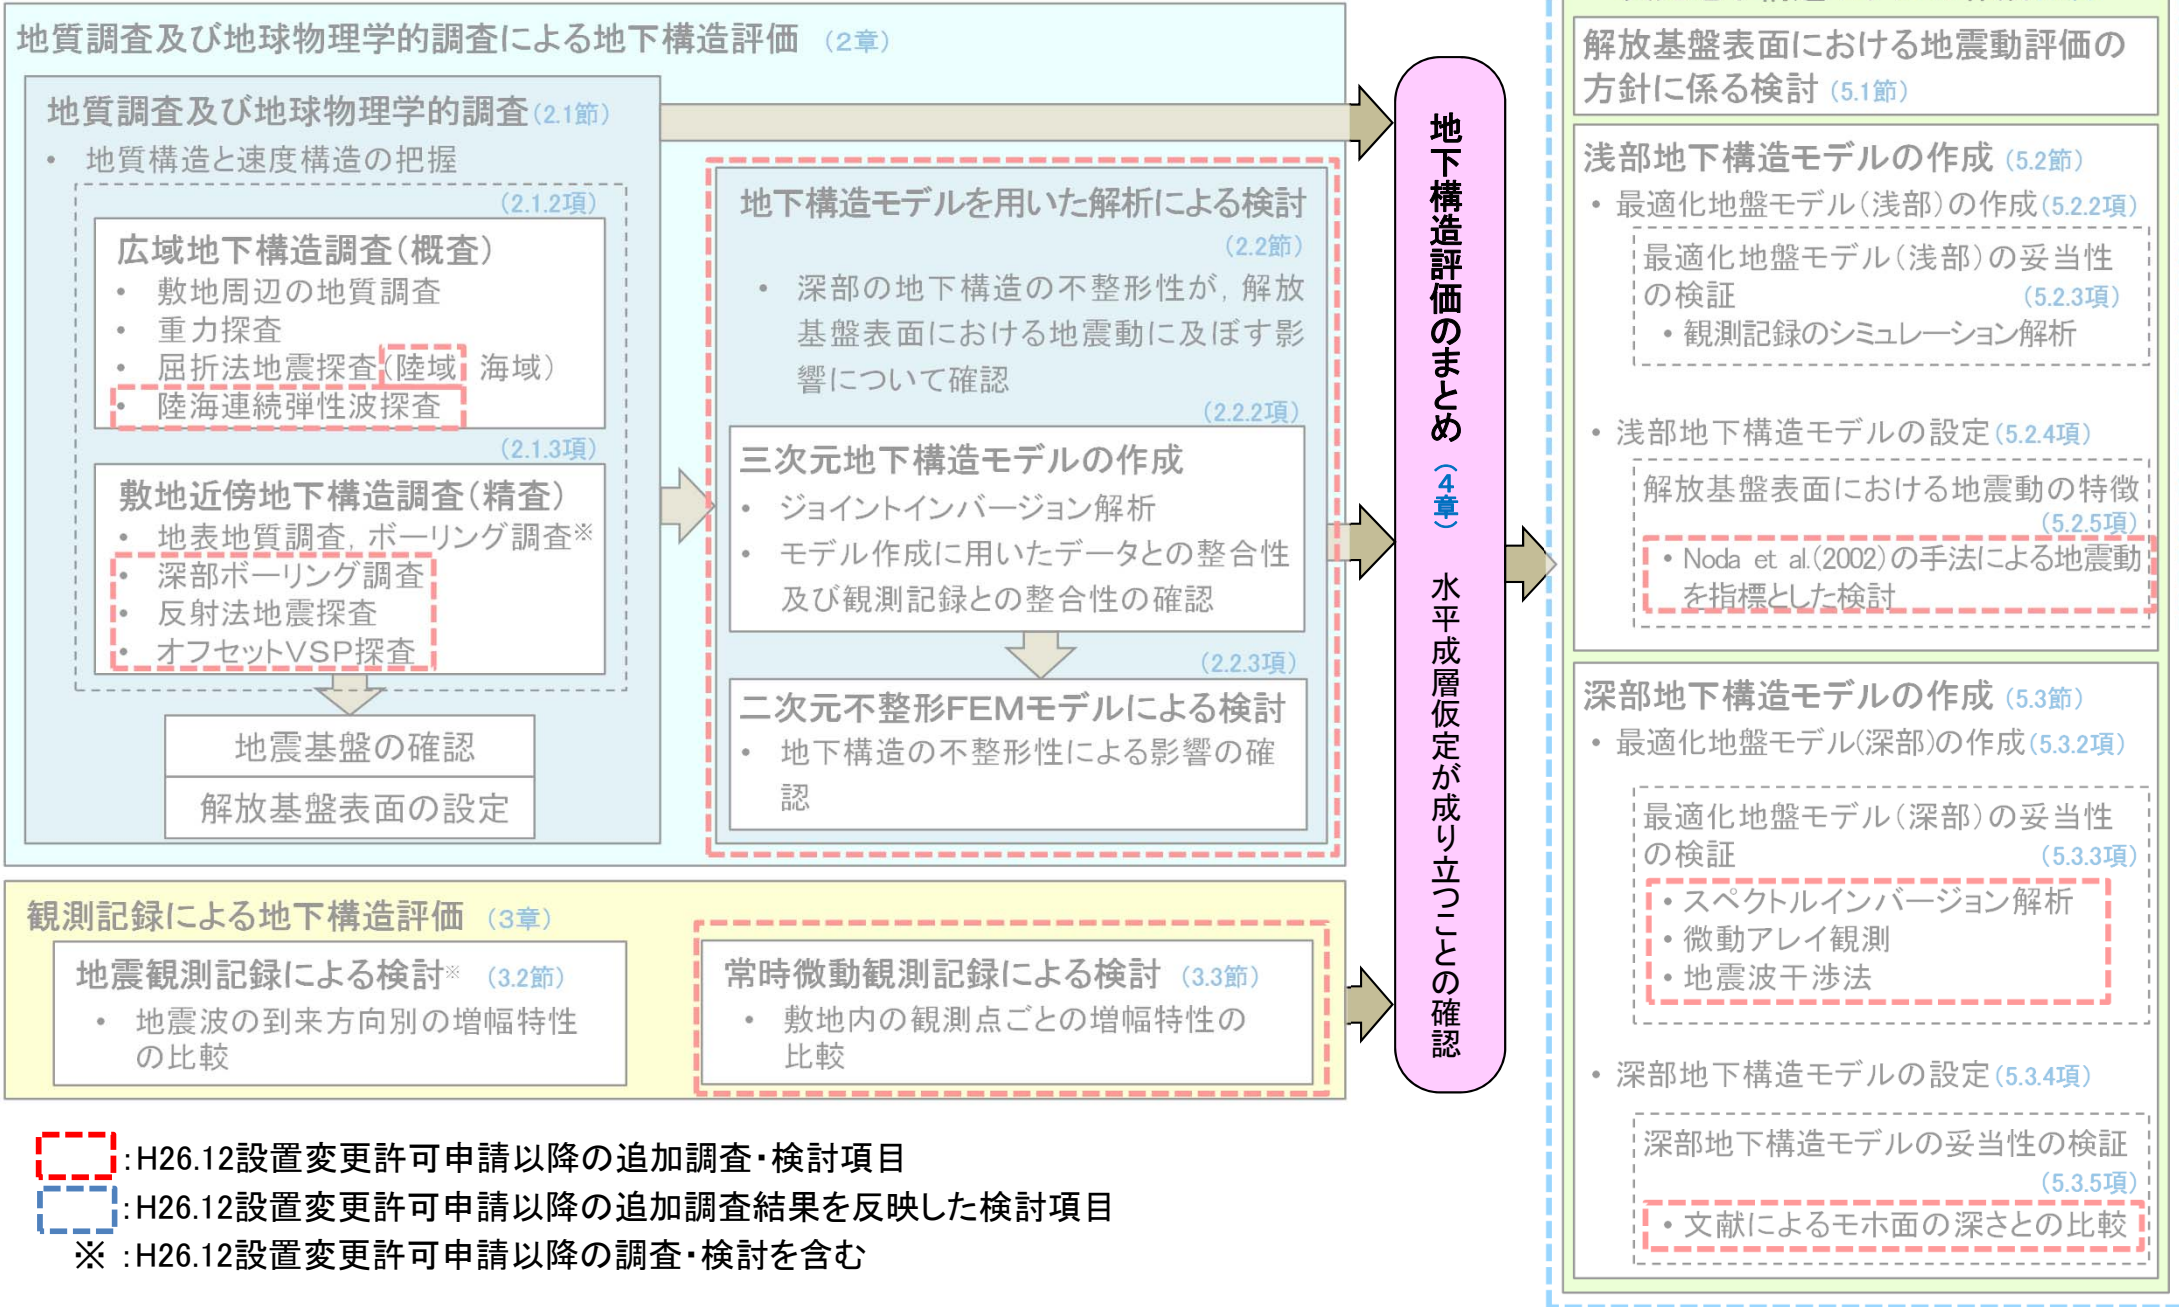 地質調査及び地球物理学的調査による地下構造評価 （２章）
地質調査及び地球物理学的調査（2.1節）
• 地質構造と速度構造の把握
（2.1.2項）
広域地下構造調査（概査）
• 敷地周辺の地質調査
• 重力探査
• 屈折法地震探査（陸域 海域）
• 陸海連続弾性波探査
（2.1.3項）
敷地近傍地下構造調査（精査）
• 地表地質調査，ボーリング調査※
• 深部ボーリング調査
• 反射法地震探査
• オフセットVSP探査
地震基盤の確認
解放基盤表面の設定
地下構造モデルを用いた解析による検討
（2.2節）
• 深部の地下構造の不整形性が，解放
基盤表面における地震動に及ぼす影
響について確認
（2.2.2項）
三次元地下構造モデルの作成
• ジョイントインバージョン解析
• モデル作成に用いたデータとの整合性
及び観測記録との整合性の確認
（2.2.3項）
二次元不整形FEMモデルによる検討
• 地下構造の不整形性による影響の確
認
観測記録による地下構造評価 （３章）
地震観測記録による検討※ （3.2節）
• 地震波の到来方向別の増幅特性
の比較
常時微動観測記録による検討 （3.3節）
• 敷地内の観測点ごとの増幅特性の
比較
地下構造評価のまとめ（４章） 水平成層仮定が成り立つことの確認
解放基盤表面における地震動評価の
方針に係る検討（5.1節）
浅部地下構造モデルの作成（5.2節）
• 最適化地盤モデル（浅部）の作成（5.2.2項）
最適化地盤モデル（浅部）の妥当性
の検証 （5.2.3項）
• 観測記録のシミュレーション解析
• 浅部地下構造モデルの設定（5.2.4項）
解放基盤表面における地震動の特徴
（5.2.5項）
• Noda et al.（2002）の手法による地震動
を指標とした検討
深部地下構造モデルの作成（5.3節）
• 最適化地盤モデル（深部）の作成（5.3.2項）
最適化地盤モデル（深部）の妥当性
の検証 （5.3.3項）
• スペクトルインバージョン解析
• 微動アレイ観測
• 地震波干渉法
• 深部地下構造モデルの設定（5.3.4項）
深部地下構造モデルの妥当性の検証
（5.3.5項）
• 文献によるモホ面の深さとの比較
：H26.12設置変更許可申請以降の追加調査・検討項目
：H26.12設置変更許可申請以降の追加調査結果を反映した検討項目
※ ：H26.12設置変更許可申請以降の調査・検討を含む